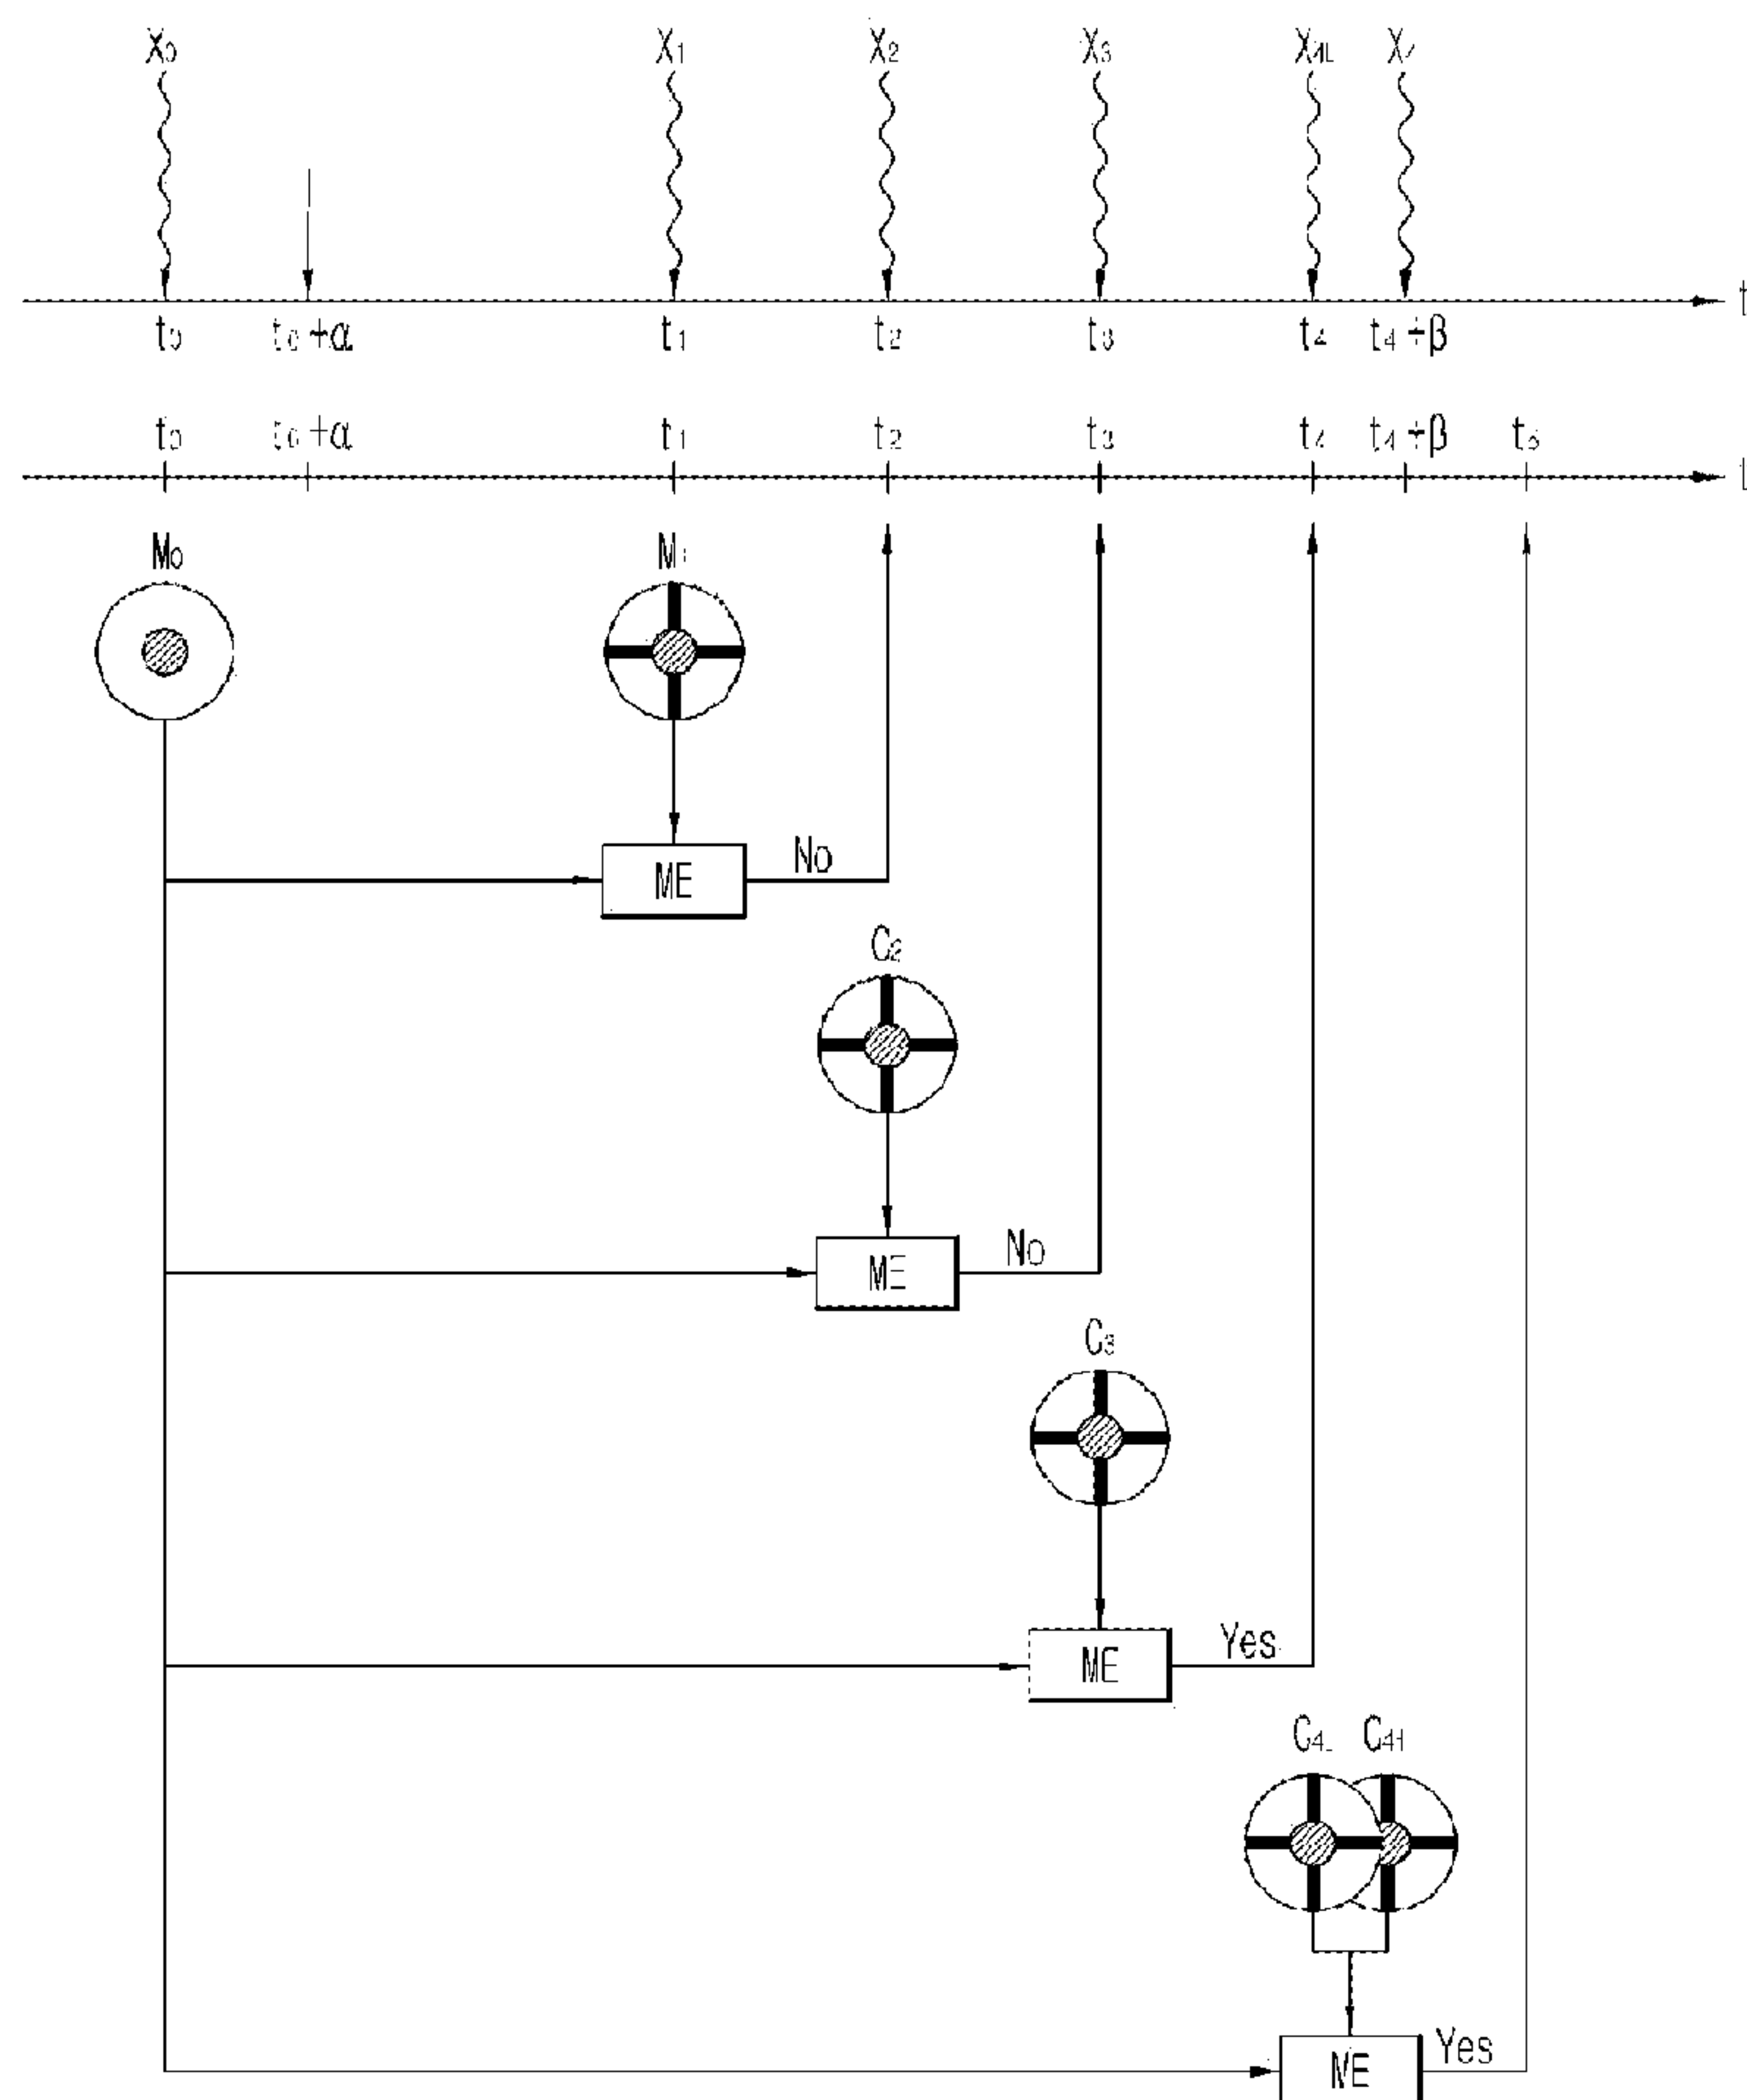 X₀ X₁ X₂ X₃ X₄L
t
t₀ t₀+α t₁ t₂ t₃ t₄ t₄+β
t₀ t₀+α t₁ t₂ t₃ t₄ t₄+β t₅
t
M₀ M₁
ME No
C₂
ME No
C₃
ME Yes
C₄L C₄H
ME Yes